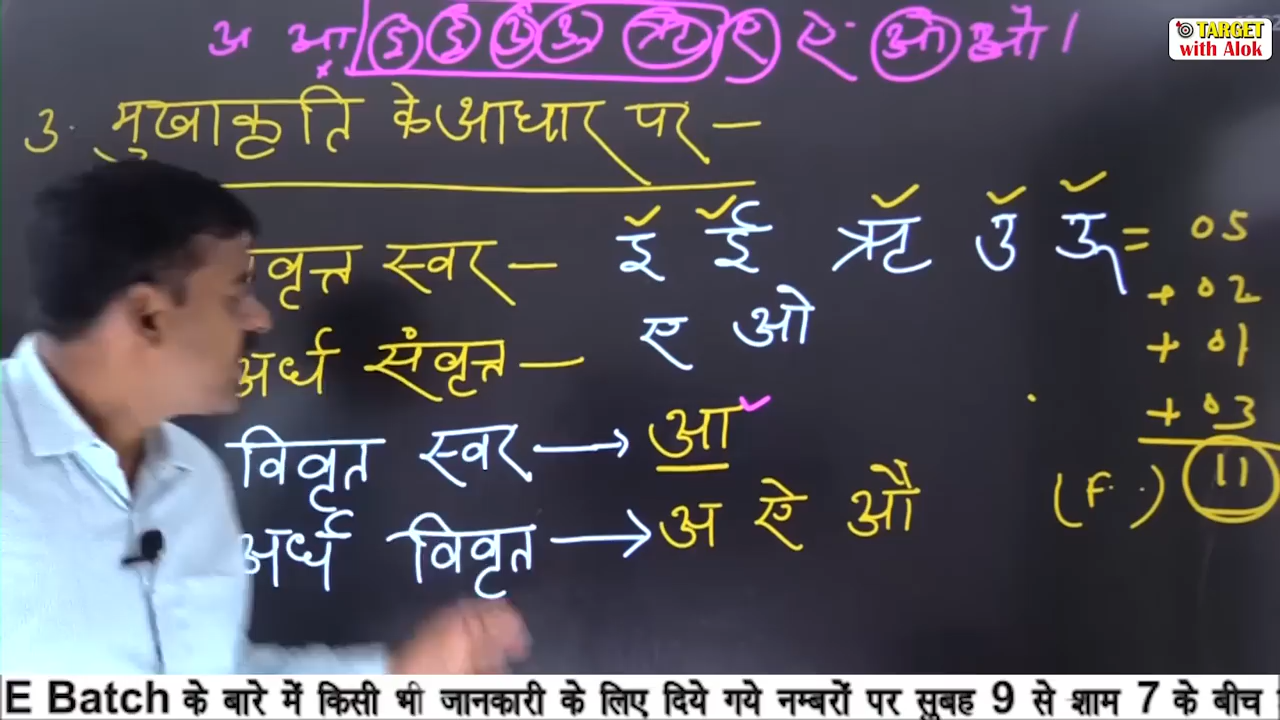 अ आ इ ई उ ऊ ऋ ए ऐ ओ औ।
TARGET
with Alok
3. मुखाकृति के आधार पर –
वृत्त स्वर – इ ई ऋ उ ऊ = 05
अर्ध संवृत्त – ए ओ + 02
विवृत स्वर → आ + 01
अर्ध विवृत → अ ऐ औ + 03
(F. ) 11
E Batch के बारे में किसी भी जानकारी के लिए दिये गये नम्बरों पर सुबह 9 से शाम 7 के बीच